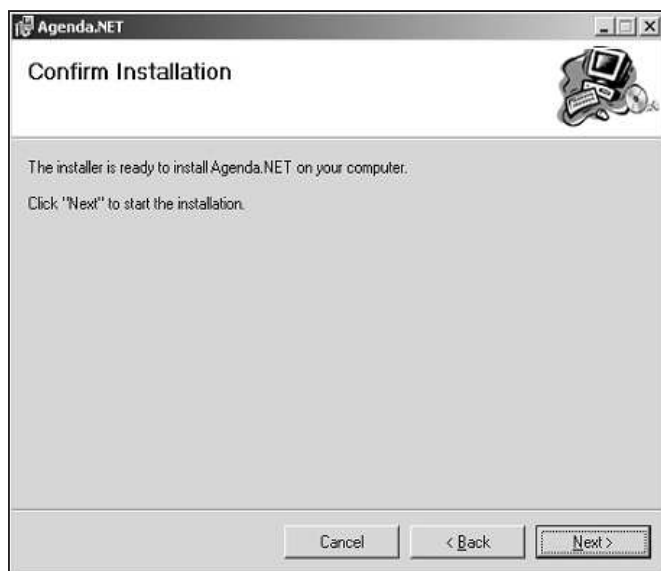 Agenda.NET
Confirm Installation
The installer is ready to install Agenda.NET on your computer.
Click "Next" to start the installation.
Cancel
< Back
Next >